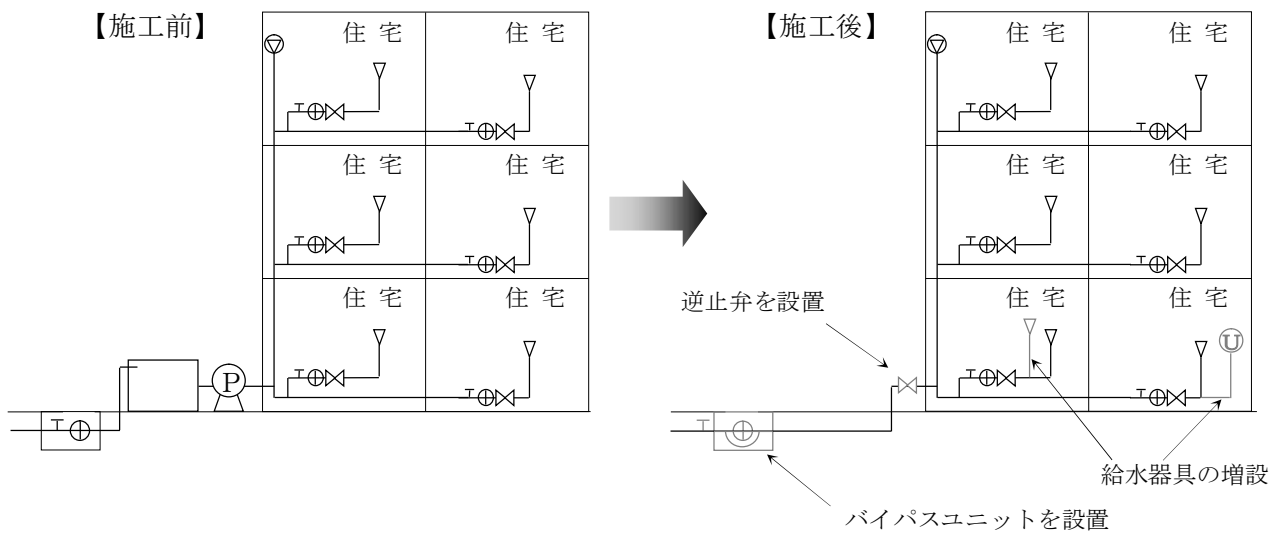 【施工前】
住 宅
住 宅
住 宅
住 宅
住 宅
住 宅
P
【施工後】
住 宅
住 宅
住 宅
住 宅
住 宅
住 宅
U
逆止弁を設置
給水器具の増設
バイパスユニットを設置